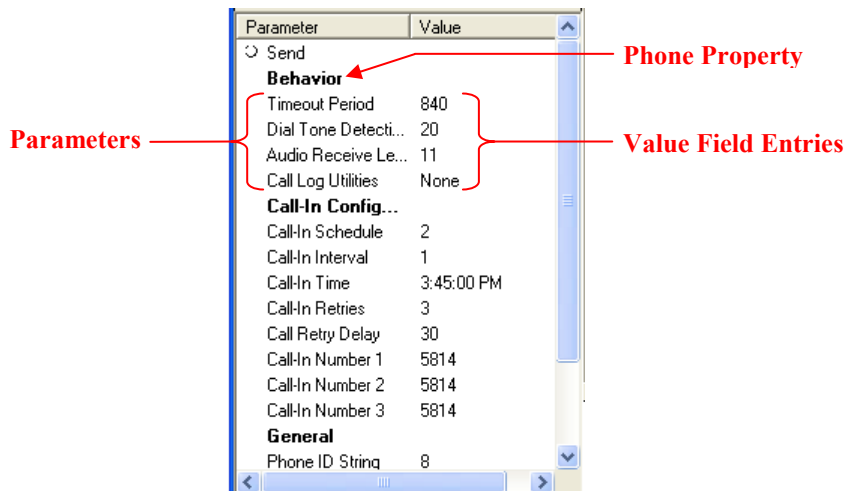 Parameter Value
Send
Phone Property
Behavior
Timeout Period 840
Dial Tone Detecti... 20
Parameters
Value Field Entries
Audio Receive Le... 11
Call Log Utilities None
Call-In Config...
Call-In Schedule 2
Call-In Interval 1
Call-In Time 3:45:00 PM
Call-In Retries 3
Call Retry Delay 30
Call-In Number 1 5814
Call-In Number 2 5814
Call-In Number 3 5814
General
Phone ID String 8